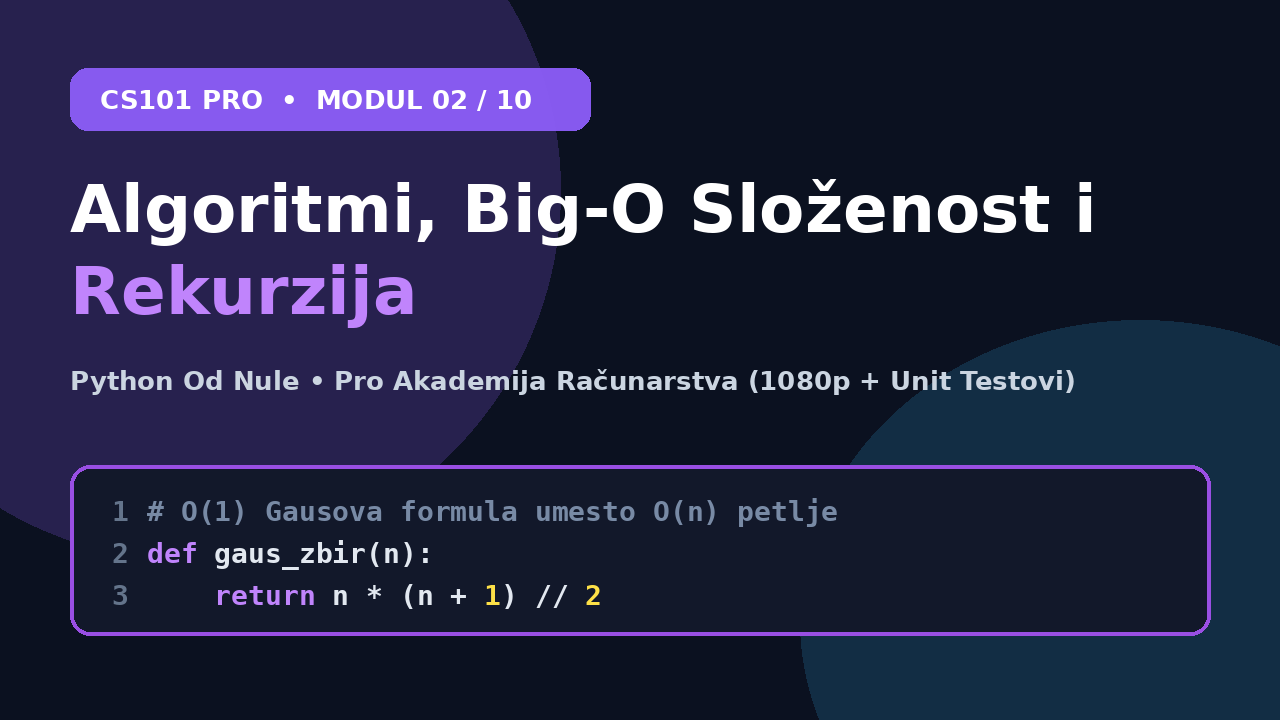 CS101 PRO • MODUL 02 / 10
Algoritmi, Big-O Složenost i
Rekurzija
Python Od Nule • Pro Akademija Računarstva (1080p + Unit Testovi)
1 # O(1) Gausova formula umesto O(n) petlje
2 def gaus_zbir(n):
3     return n * (n + 1) // 2